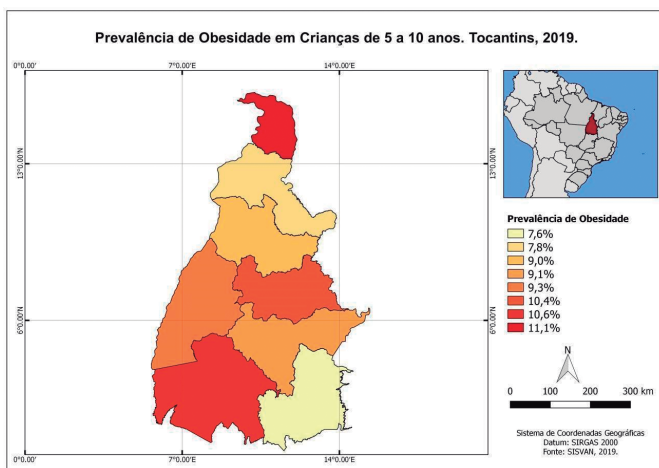 Prevalência de Obesidade em Crianças de 5 a 10 anos. Tocantins, 2019.
0°0.00'
7°0.00'
14°0.00'
13°0.00'N
13°0.00'N
6°0.00'N
6°0.00'N
0°0.00'
7°0.00'
14°0.00'
Prevalência de Obesidade
7,6%
7,8%
9,0%
9,1%
9,3%
10,4%
10,6%
11,1%
N
0 100 200 300 km
Sistema de Coordenadas Geográficas
Datum: SIRGAS 2000
Fonte: SISVAN, 2019.